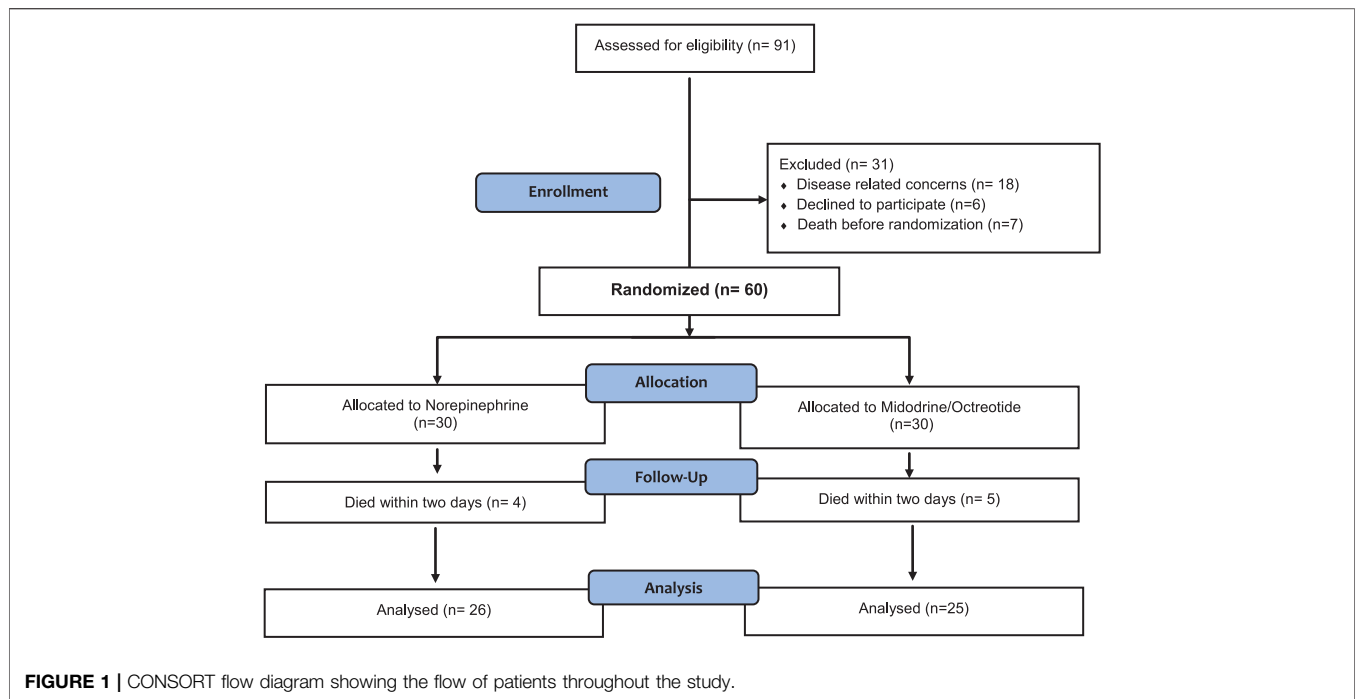 Assessed for eligibility (n= 91)
Excluded (n= 31)
♦ Disease related concerns (n= 18)
♦ Declined to participate (n=6)
♦ Death before randomization (n=7)
Enrollment
Randomized (n= 60)
Allocation
Allocated to Norepinephrine
(n=30)
Allocated to Midodrine/Octreotide
(n=30)
Follow-Up
Died within two days (n= 4)
Died within two days (n= 5)
Analysis
Analysed (n= 26)
Analysed (n=25)
FIGURE 1 | CONSORT flow diagram showing the flow of patients throughout the study.